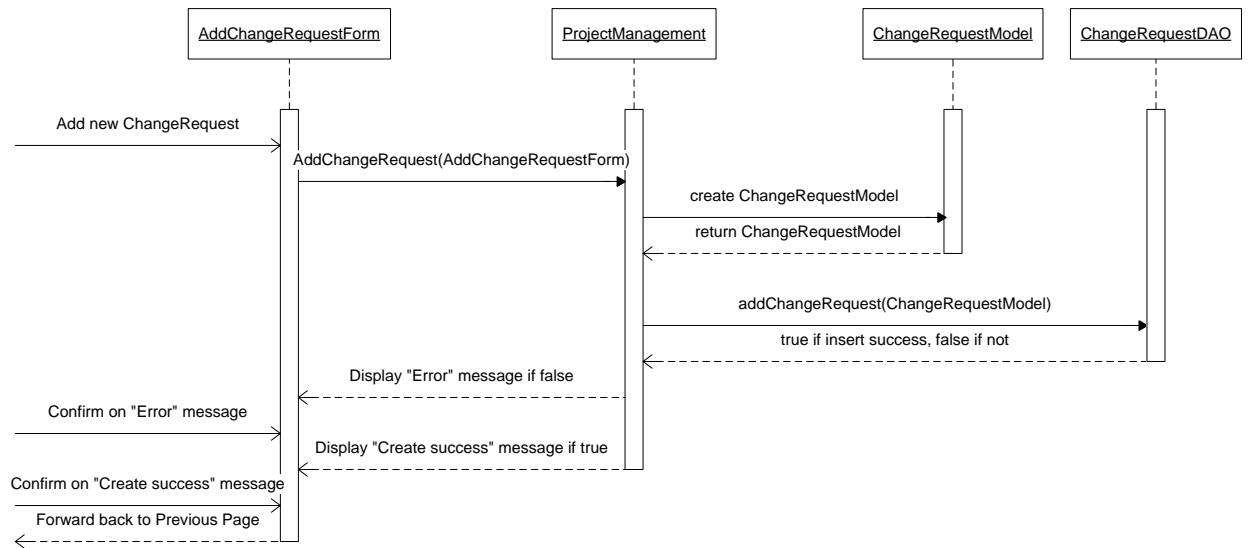 AddChangeRequestForm
ProjectManagement
ChangeRequestModel
ChangeRequestDAO
Add new ChangeRequest
AddChangeRequest(AddChangeRequestForm)
create ChangeRequestModel
return ChangeRequestModel
addChangeRequest(ChangeRequestModel)
true if insert success, false if not
Display "Error" message if false
Confirm on "Error" message
Display "Create success" message if true
Confirm on "Create success" message
Forward back to Previous Page